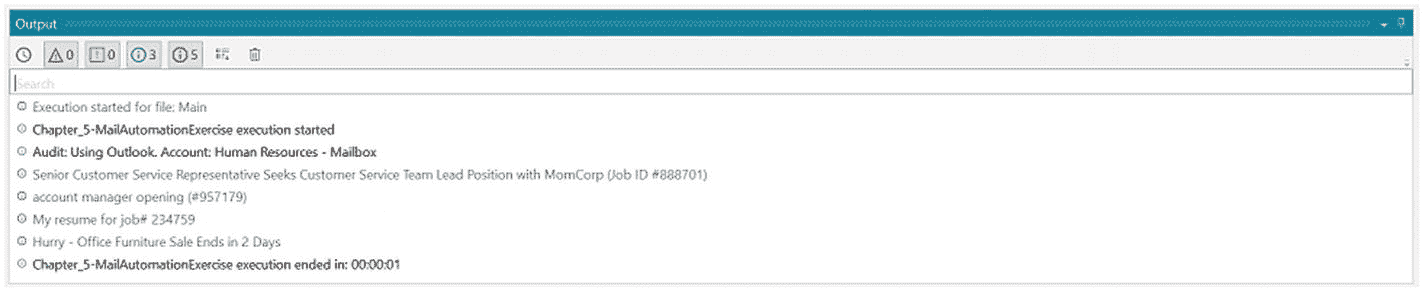 Output
0 0 3 5
Search
Execution started for file: Main
Chapter_5-MailAutomationExercise execution started
Audit: Using Outlook. Account: Human Resources - Mailbox
Senior Customer Service Representative Seeks Customer Service Team Lead Position with MomCorp (Job ID #888701)
account manager opening (#957179)
My resume for job# 234759
Hurry - Office Furniture Sale Ends in 2 Days
Chapter_5-MailAutomationExercise execution ended in: 00:00:01